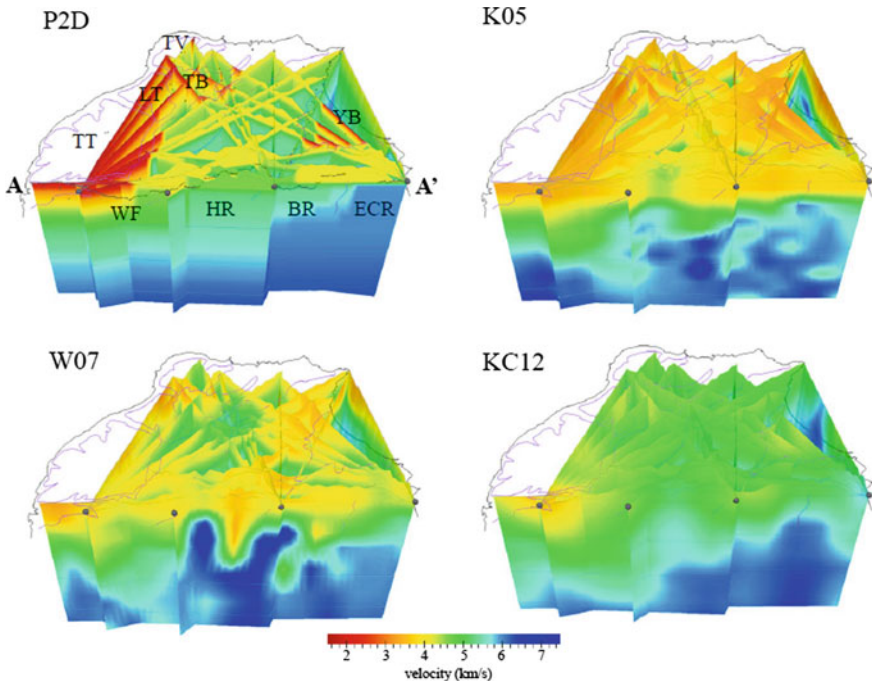 P2D
K05
TV
LT
TB
TT
YB
A
A'
WF
HR
BR
ECR
W07
KC12
2 3 4 5 6 7
velocity (km/s)